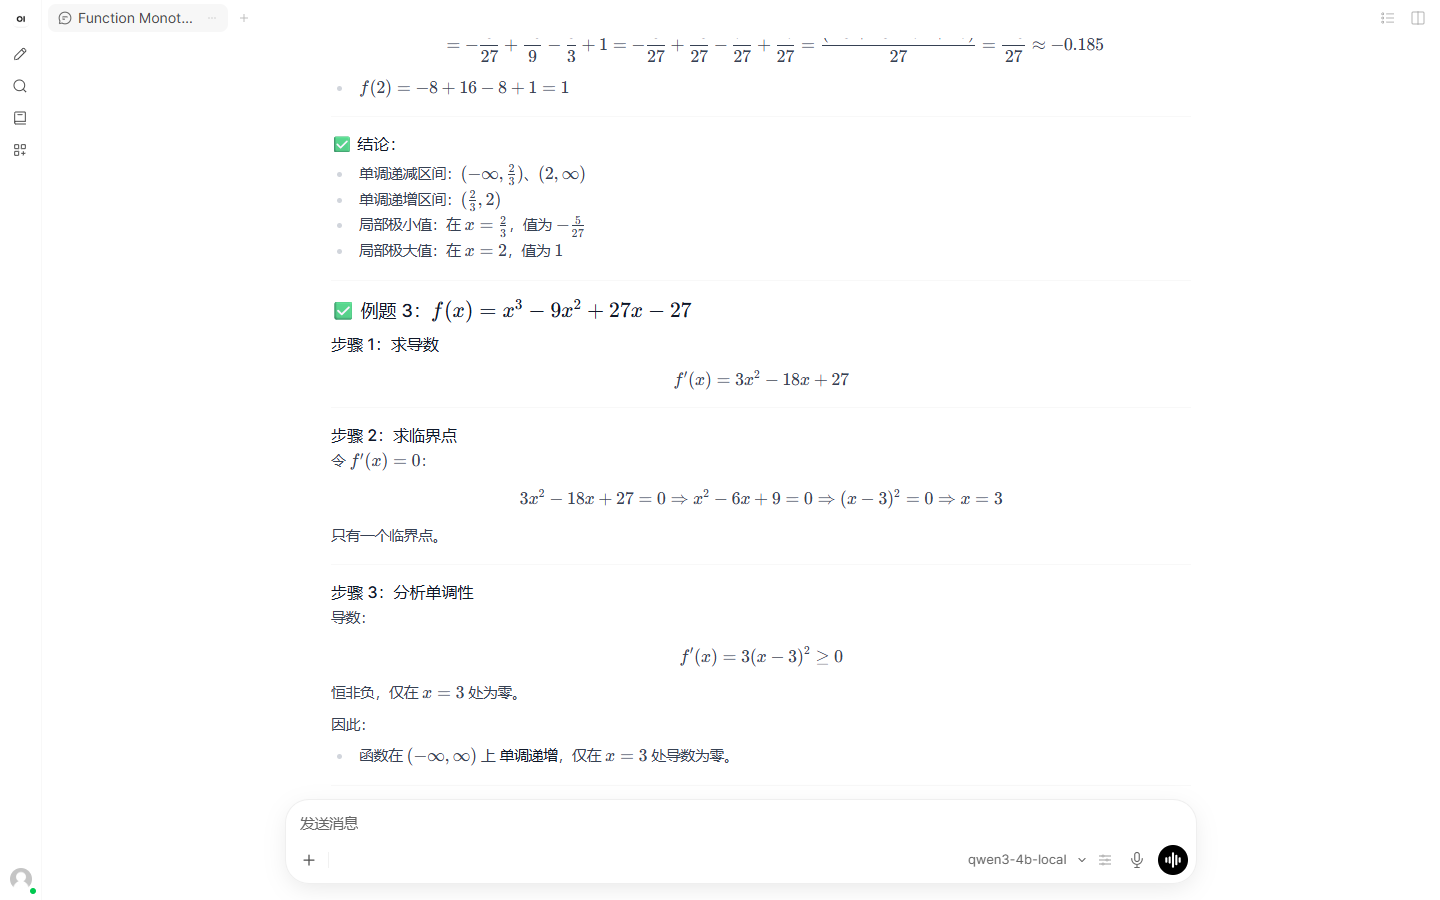 OI
Function Monot...
= − /27 + /9 − /3 + 1 = − /27 + /27 − /27 + /27 = /27 = /27 ≈ −0.185
f(2) = −8 + 16 − 8 + 1 = 1
✅ 结论：
单调递减区间：(−∞, 2/3)、(2, ∞)
单调递增区间：(2/3, 2)
局部极小值：在 x = 2/3，值为 −5/27
局部极大值：在 x = 2，值为 1
✅ 例题 3：f(x) = x³ − 9x² + 27x − 27
步骤 1：求导数
f′(x) = 3x² − 18x + 27
步骤 2：求临界点
令 f′(x) = 0：
3x² − 18x + 27 = 0 ⇒ x² − 6x + 9 = 0 ⇒ (x − 3)² = 0 ⇒ x = 3
只有一个临界点。
步骤 3：分析单调性
导数：
f′(x) = 3(x − 3)² ≥ 0
恒非负，仅在 x = 3 处为零。
因此：
函数在 (−∞, ∞) 上 单调递增，仅在 x = 3 处导数为零。
发送消息
qwen3-4b-local